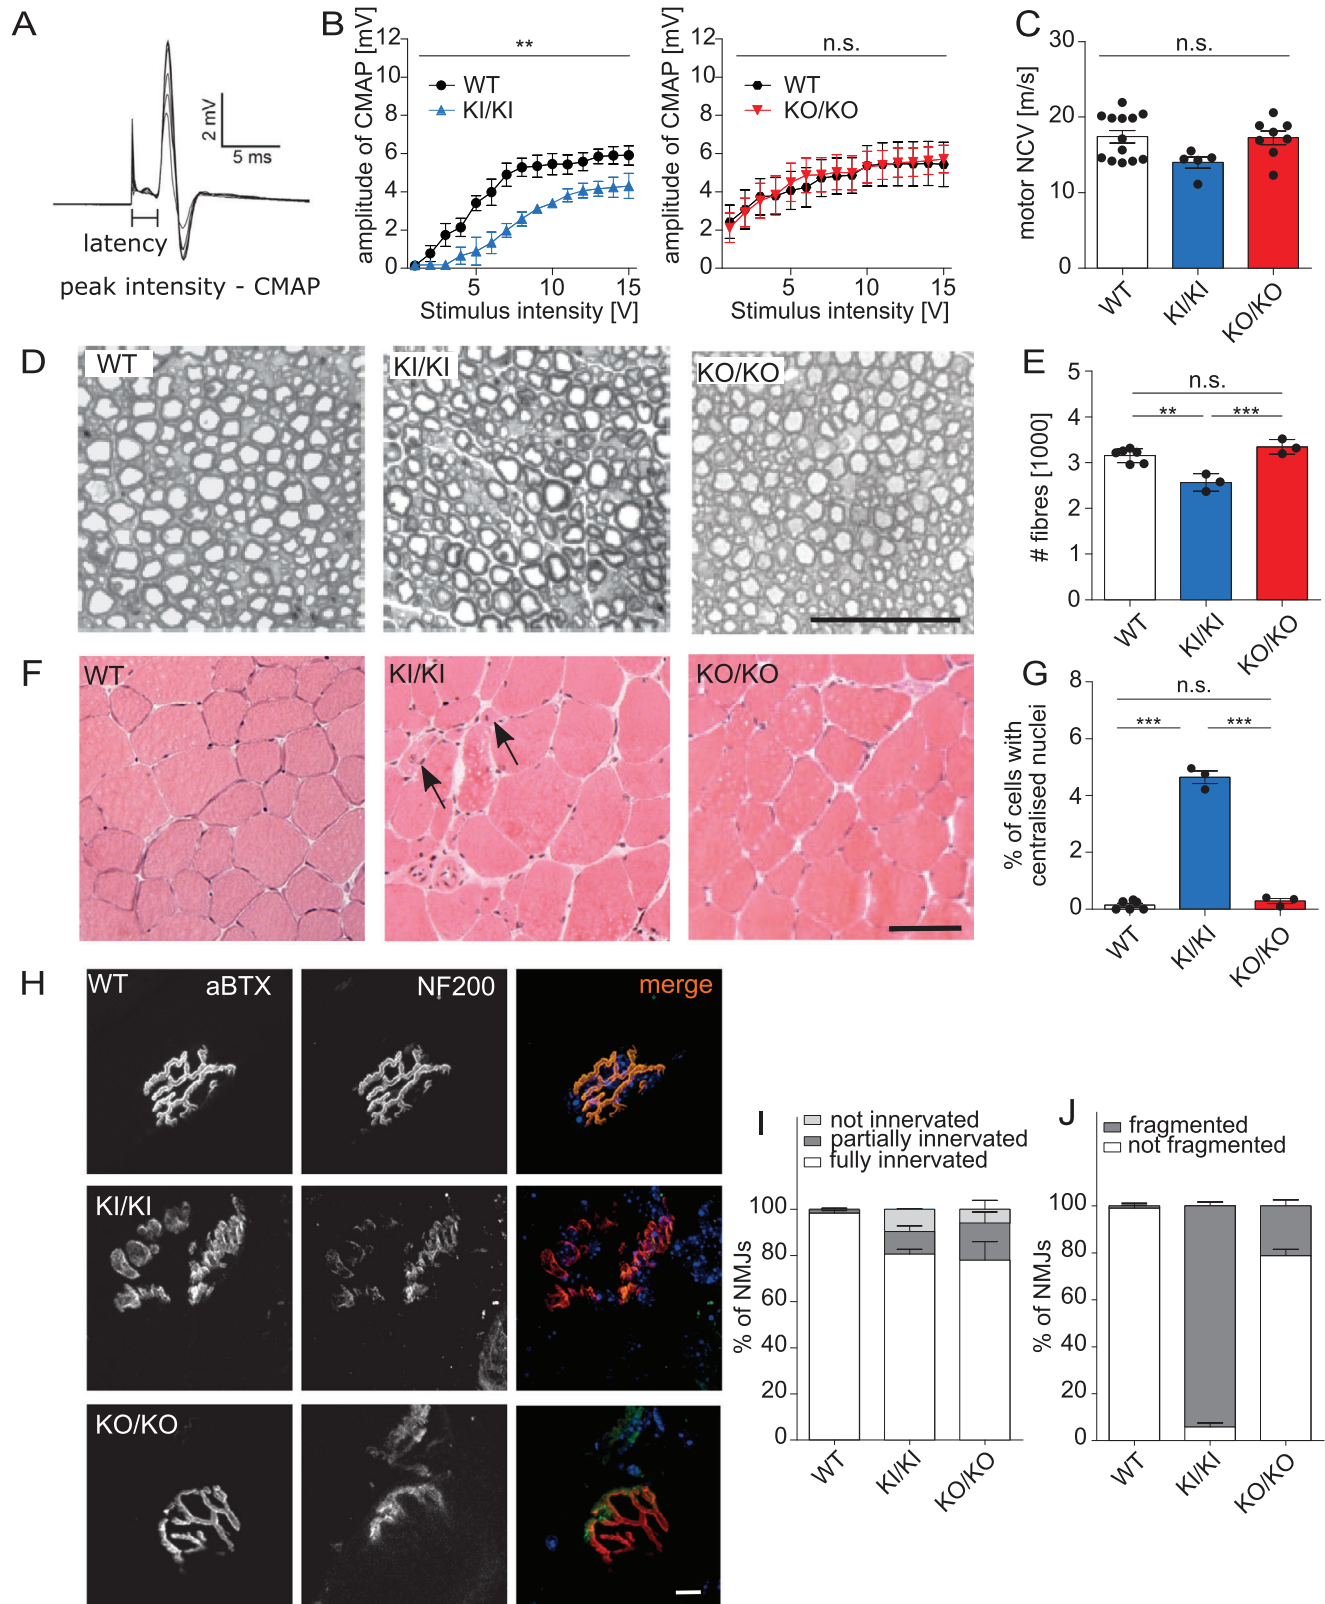 A
2 mV
5 ms
latency
peak intensity - CMAP
B
amplitude of CMAP [mV]
12
10
8
6
4
2
0
**
WT
KI/KI
5
10
15
Stimulus intensity [V]
amplitude of CMAP [mV]
12
10
8
6
4
2
0
n.s.
WT
KO/KO
5
10
15
Stimulus intensity [V]
C
motor NCV [m/s]
30
20
10
0
n.s.
WT
KI/KI
KO/KO
D
WT
KI/KI
KO/KO
E
# fibres [1000]
5
4
3
2
1
0
n.s.
**
***
WT
KI/KI
KO/KO
F
WT
KI/KI
KO/KO
G
% of cells with
centralised nuclei
8
6
4
2
0
n.s.
***
***
WT
KI/KI
KO/KO
H
WT
aBTX
NF200
merge
KI/KI
KO/KO
I
not innervated
partially innervated
fully innervated
% of NMJs
100
80
60
40
20
0
WT
KI/KI
KO/KO
J
fragmented
not fragmented
% of NMJs
100
80
60
40
20
0
WT
KI/KI
KO/KO